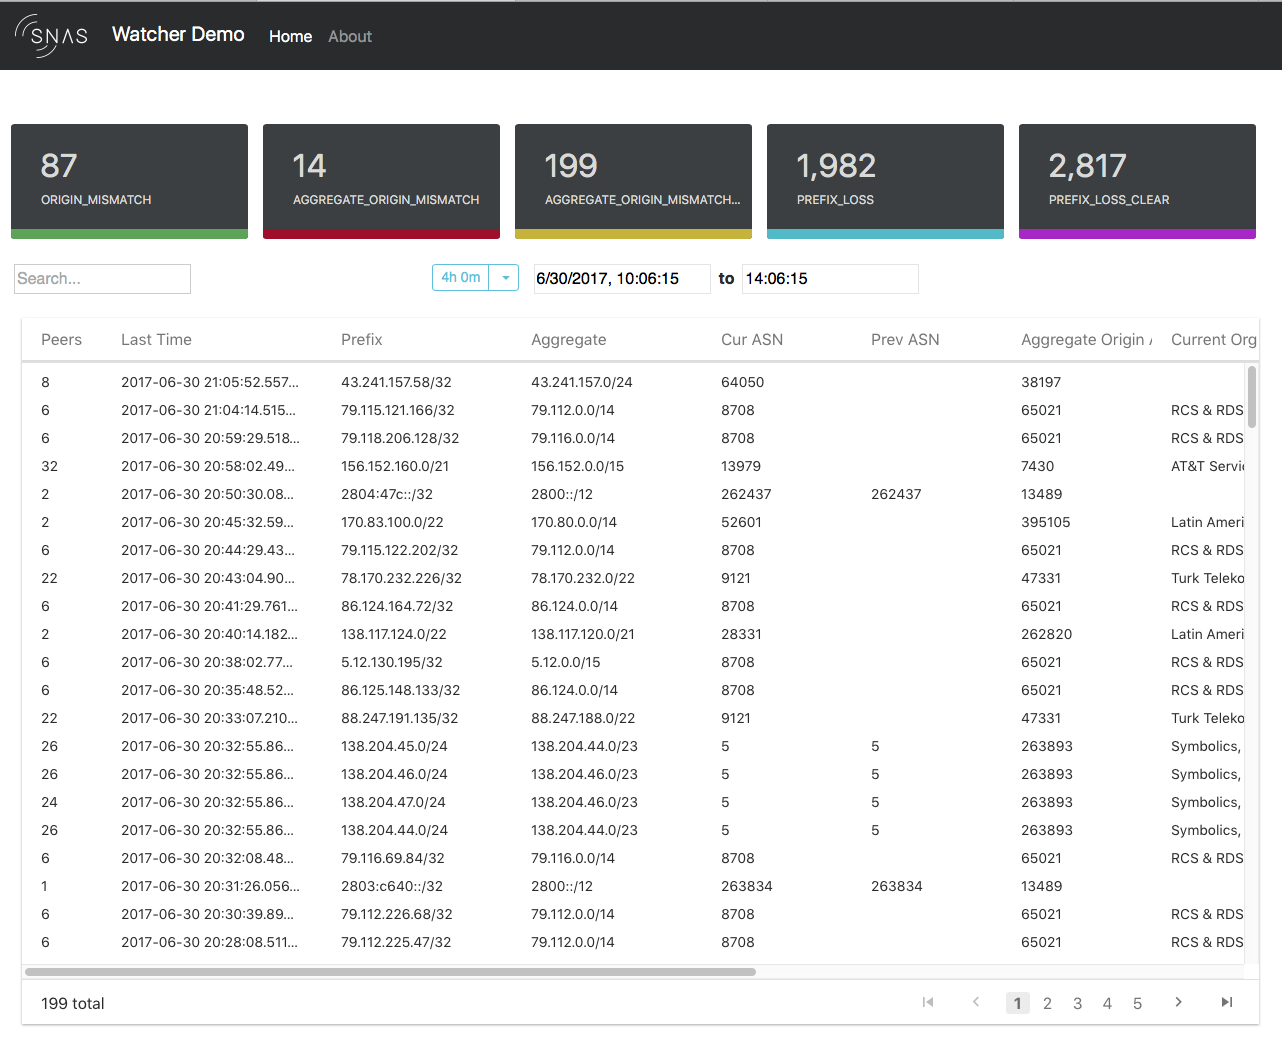 SNAS Watcher Demo Home About
87 14 199 1,982 2,817
ORIGIN_MISMATCH AGGREGATE_ORIGIN_MISMATCH AGGREGATE_ORIGIN_MISMATCH... PREFIX_LOSS PREFIX_LOSS_CLEAR
Search... 4h 0m 6/30/2017, 10:06:15 to 14:06:15
Peers Last Time Prefix Aggregate Cur ASN Prev ASN Aggregate Origin Current Org
8 2017-06-30 21:05:52.557... 43.241.157.58/32 43.241.157.0/24 64050 38197
6 2017-06-30 21:04:14.515... 79.115.121.166/32 79.112.0.0/14 8708 65021 RCS & RDS
6 2017-06-30 20:59:29.518... 79.118.206.128/32 79.116.0.0/14 8708 65021 RCS & RDS
32 2017-06-30 20:58:02.49... 156.152.160.0/21 156.152.0.0/15 13979 7430 AT&T Servic
2 2017-06-30 20:50:30.08... 2804:47c::/32 2800::/12 262437 262437 13489
2 2017-06-30 20:45:32.59... 170.83.100.0/22 170.80.0.0/14 52601 395105 Latin Ameri
6 2017-06-30 20:44:29.43... 79.115.122.202/32 79.112.0.0/14 8708 65021 RCS & RDS
22 2017-06-30 20:43:04.90... 78.170.232.226/32 78.170.232.0/22 9121 47331 Turk Teleko
6 2017-06-30 20:41:29.761... 86.124.164.72/32 86.124.0.0/14 8708 65021 RCS & RDS
2 2017-06-30 20:40:14.182... 138.117.124.0/22 138.117.120.0/21 28331 262820 Latin Ameri
6 2017-06-30 20:38:02.77... 5.12.130.195/32 5.12.0.0/15 8708 65021 RCS & RDS
6 2017-06-30 20:35:48.52... 86.125.148.133/32 86.124.0.0/14 8708 65021 RCS & RDS
22 2017-06-30 20:33:07.210... 88.247.191.135/32 88.247.188.0/22 9121 47331 Turk Teleko
26 2017-06-30 20:32:55.86... 138.204.45.0/24 138.204.44.0/23 5 5 263893 Symbolics,
26 2017-06-30 20:32:55.86... 138.204.46.0/24 138.204.46.0/23 5 5 263893 Symbolics,
24 2017-06-30 20:32:55.86... 138.204.47.0/24 138.204.46.0/23 5 5 263893 Symbolics,
26 2017-06-30 20:32:55.86... 138.204.44.0/24 138.204.44.0/23 5 5 263893 Symbolics,
6 2017-06-30 20:32:08.48... 79.116.69.84/32 79.116.0.0/14 8708 65021 RCS & RDS
1 2017-06-30 20:31:26.056... 2803:c640::/32 2800::/12 263834 263834 13489
6 2017-06-30 20:30:39.89... 79.112.226.68/32 79.112.0.0/14 8708 65021 RCS & RDS
6 2017-06-30 20:28:08.511... 79.112.225.47/32 79.112.0.0/14 8708 65021 RCS & RDS
199 total 1 2 3 4 5